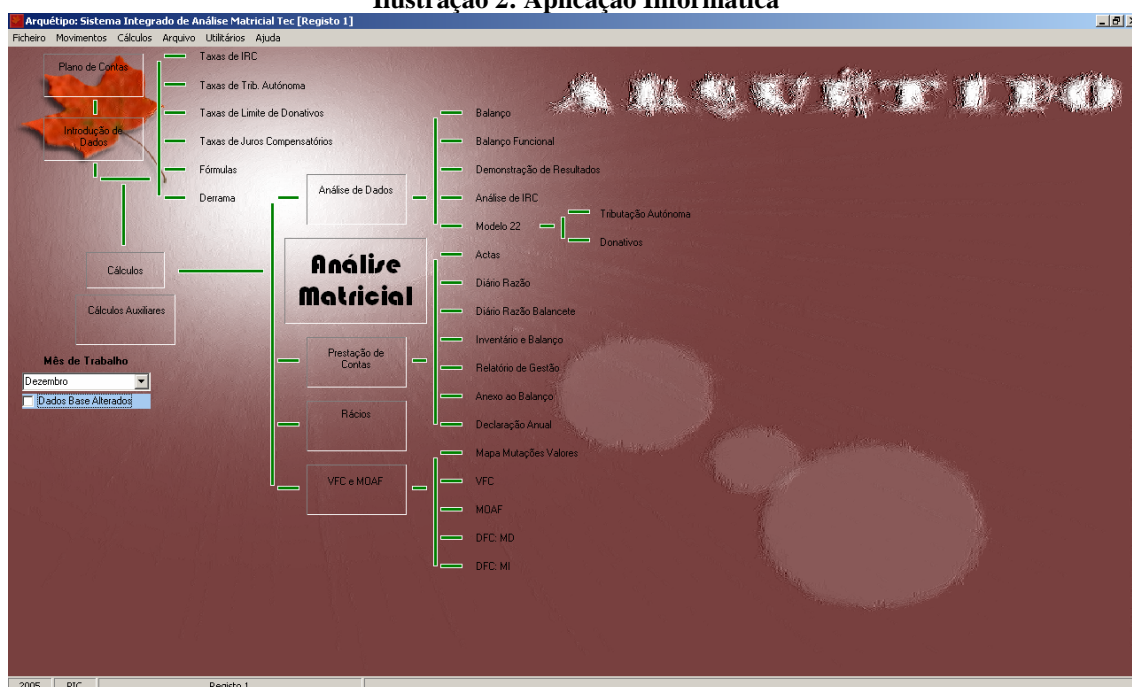 Ilustração 2: Aplicação Informática
Arquétipo: Sistema Integrado de Análise Matricial Tec [Registo 1]
Ficheiro Movimentos Cálculos Arquivo Utilitários Ajuda
ARQUÉTIPO
Plano de Contas
Introdução de
Dados
Taxas de IRC
Taxas de Trib. Autónoma
Taxas de Limite de Donativos
Taxas de Juros Compensatórios
Fórmulas
Derrama
Cálculos
Cálculos Auxiliares
Mês de Trabalho
Dezembro
Dados Base Alterados
Análise de Dados
Análise
Matricial
Prestação de
Contas
Rácios
VFC e MOAF
Balanço
Balanço Funcional
Demonstração de Resultados
Análise de IRC
Modelo 22
Tributação Autónoma
Donativos
Actas
Diário Razão
Diário Razão Balancete
Inventário e Balanço
Relatório de Gestão
Anexo ao Balanço
Declaração Anual
Mapa Mutações Valores
VFC
MOAF
DFC: MD
DFC: MI
2005 PIC Registo 1